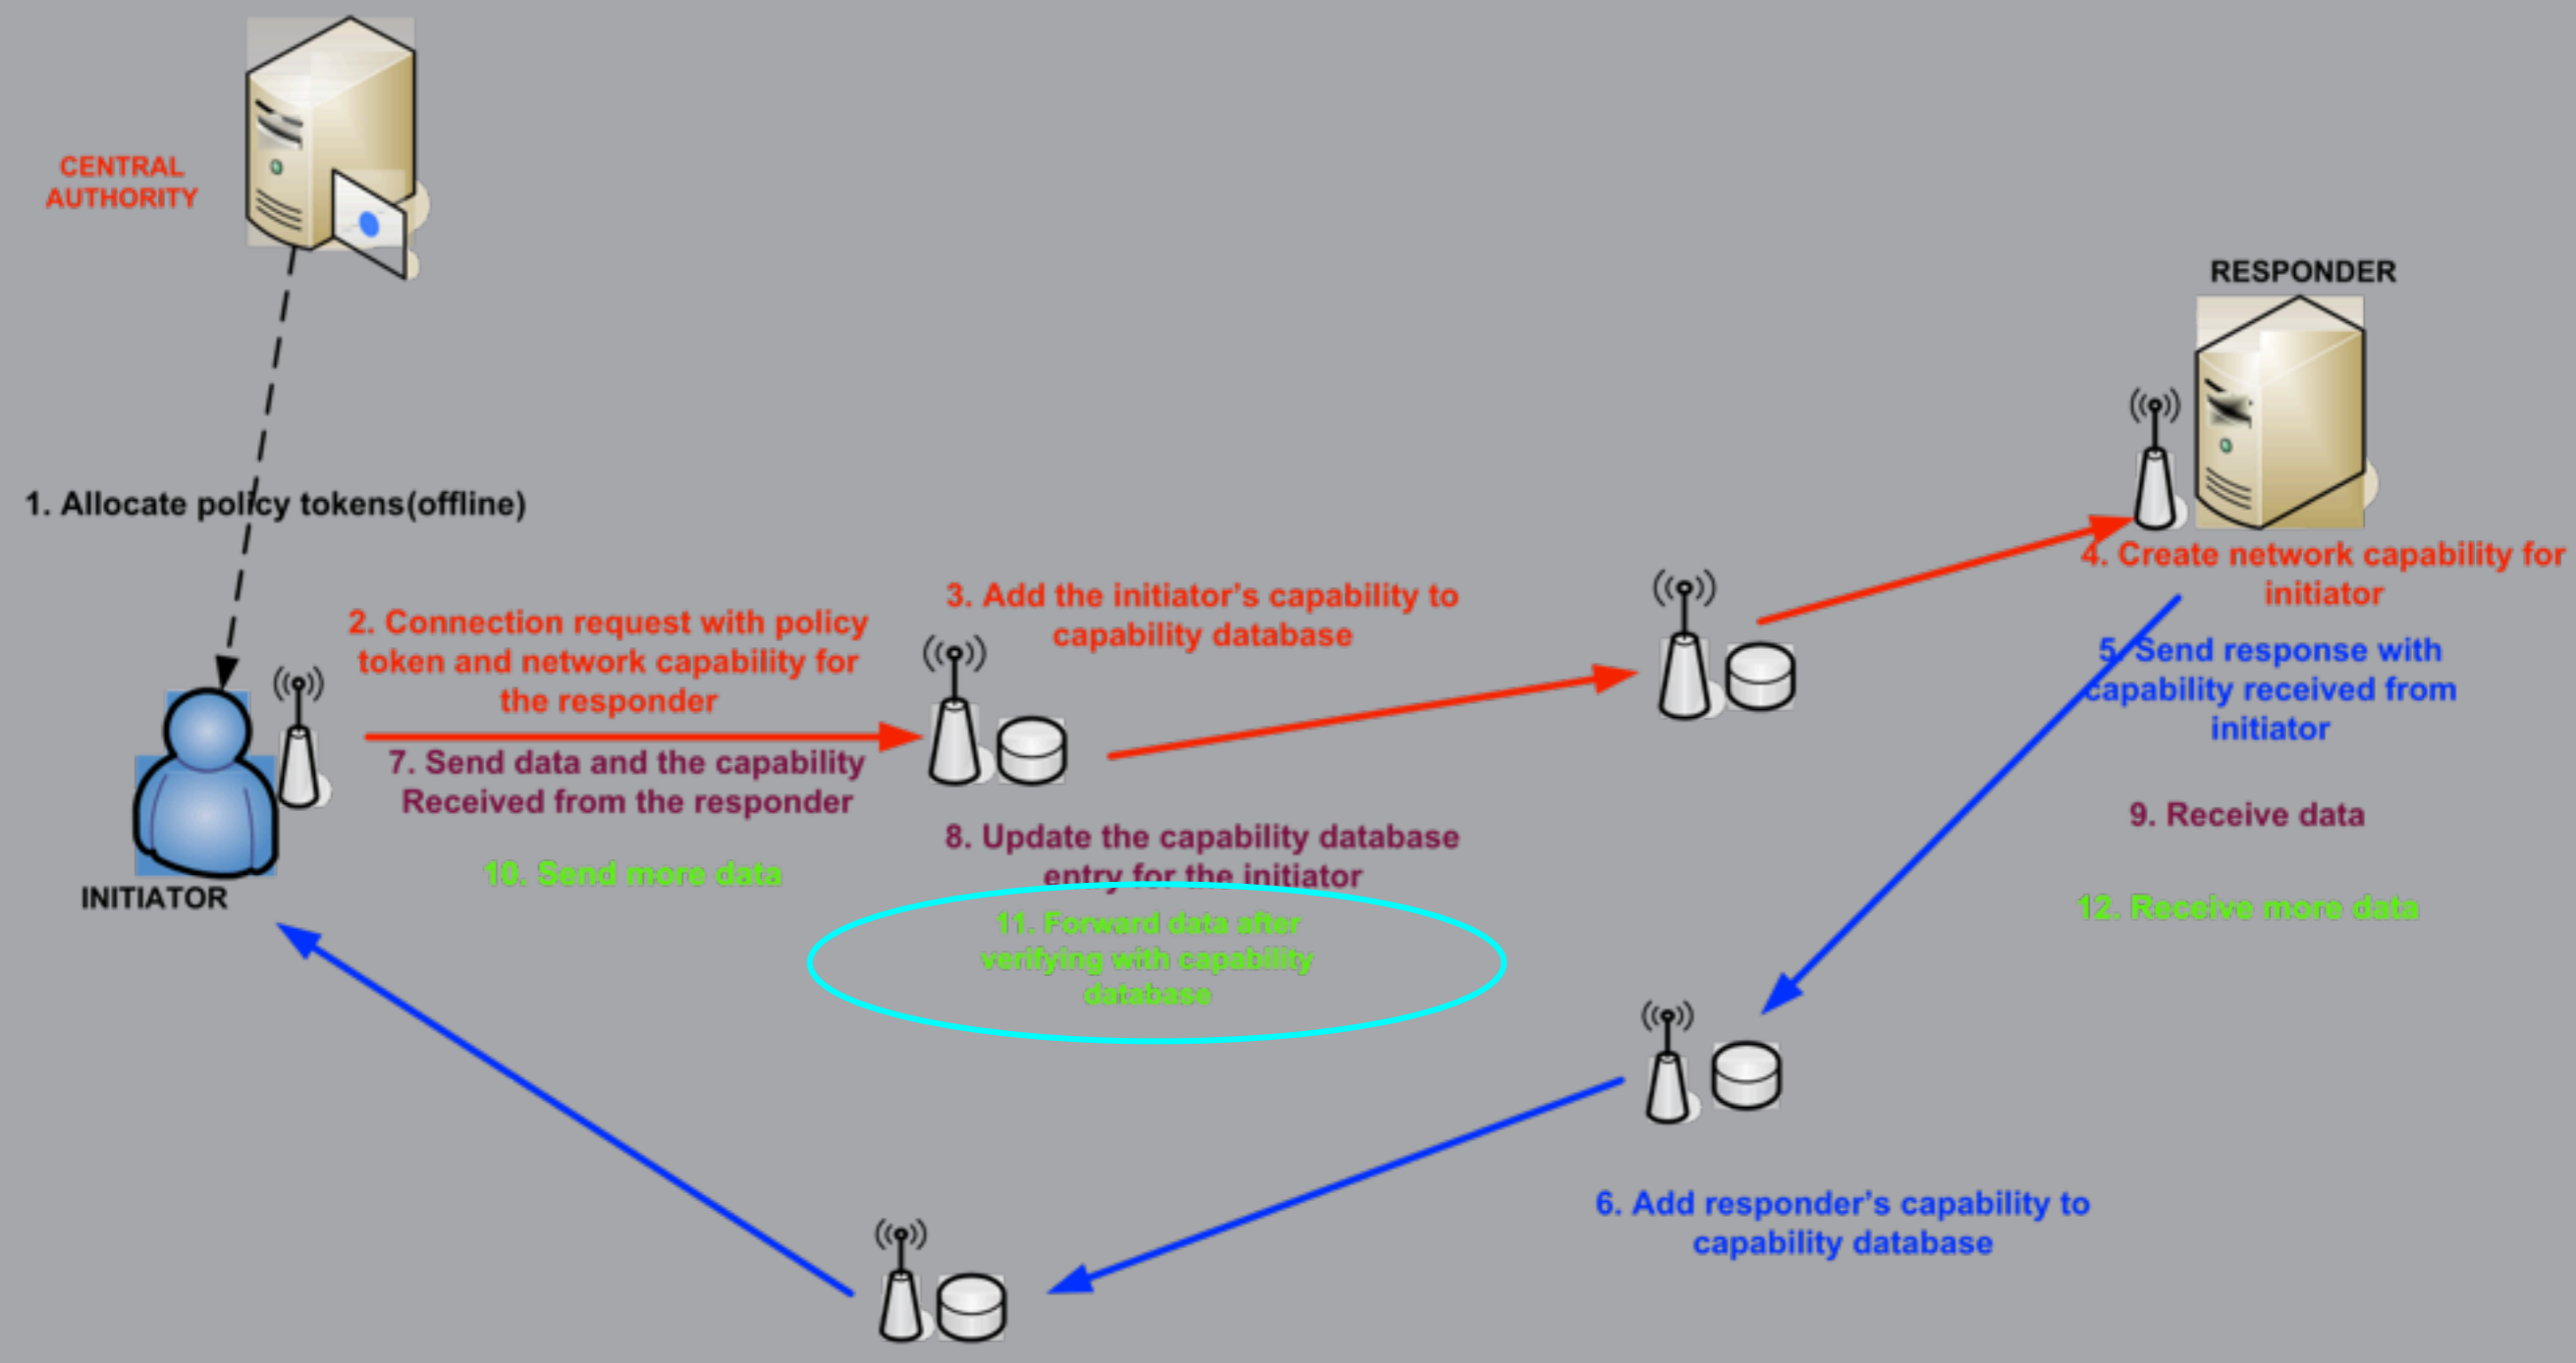 CENTRAL
AUTHORITY
RESPONDER
1. Allocate policy tokens(offline)
2. Connection request with policy
token and network capability for
the responder
3. Add the initiator's capability to
capability database
4. Create network capability for
initiator
5. Send response with
capability received from
initiator
7. Send data and the capability
Received from the responder
8. Update the capability database
entry for the initiator
9. Receive data
10. Send more data
INITIATOR
11. Forward data after
verifying with capability
database
12. Receive more data
6. Add responder's capability to
capability database